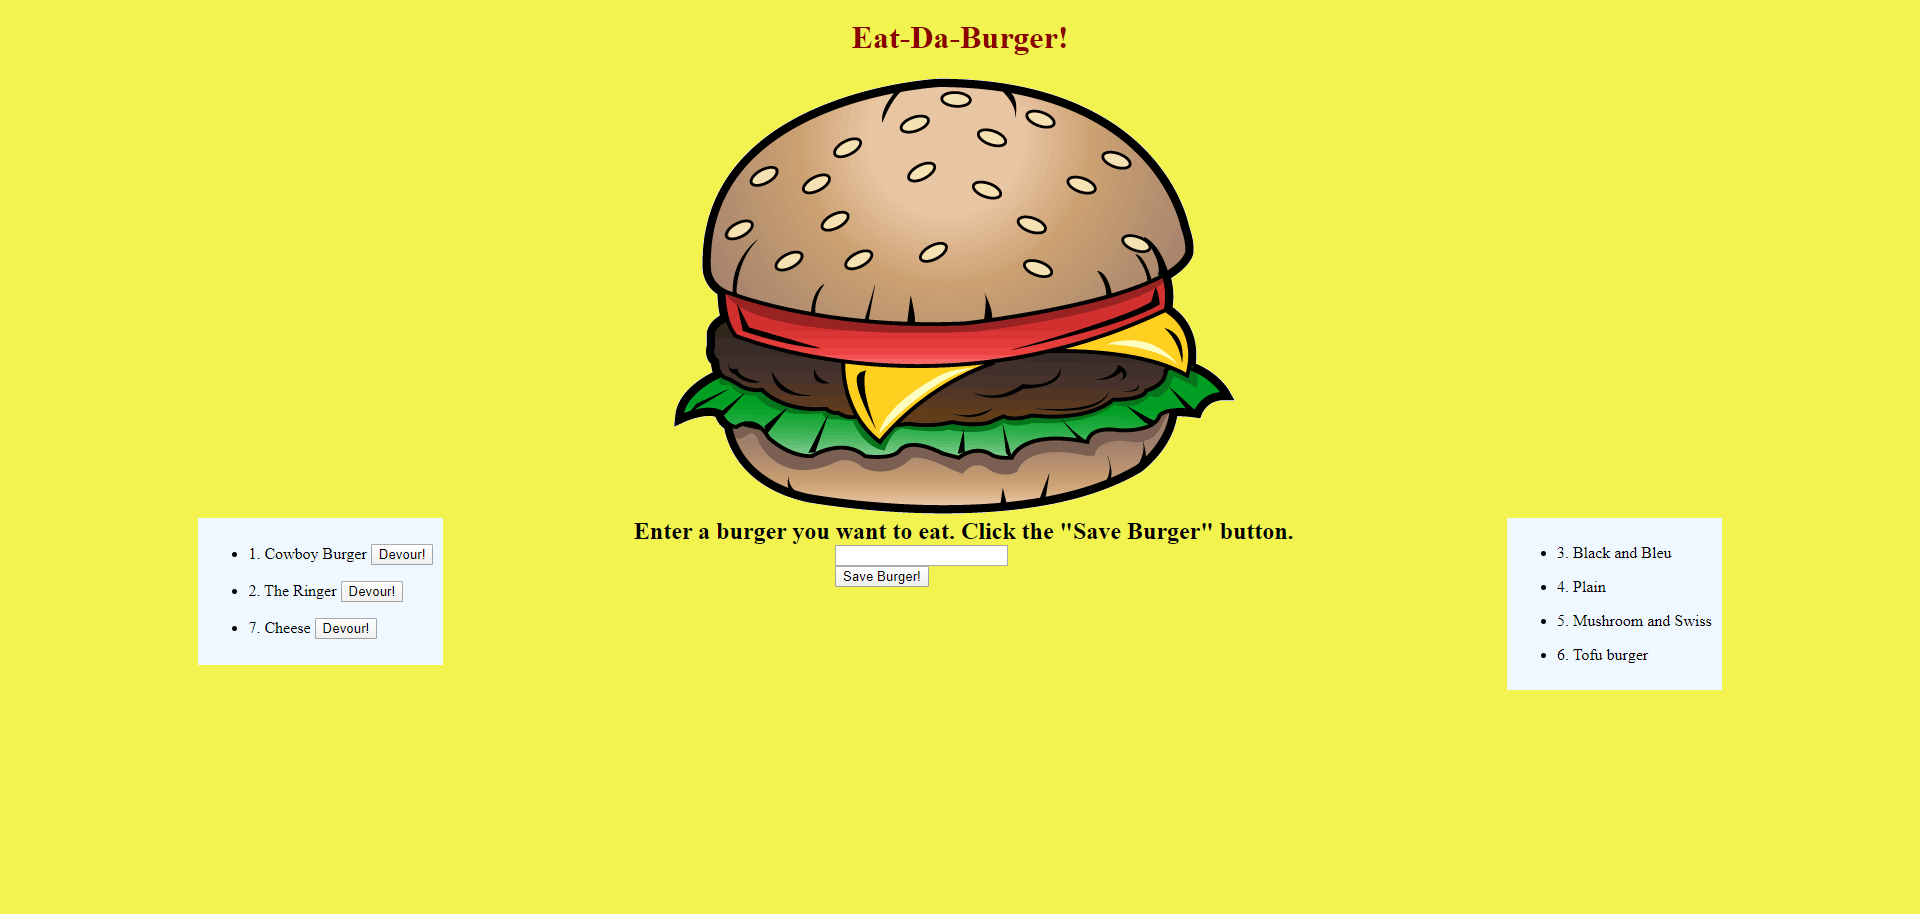 Eat-Da-Burger!
Enter a burger you want to eat. Click the "Save Burger" button.
Save Burger!
1. Cowboy Burger Devour!
2. The Ringer Devour!
7. Cheese Devour!
3. Black and Bleu
4. Plain
5. Mushroom and Swiss
6. Tofu burger